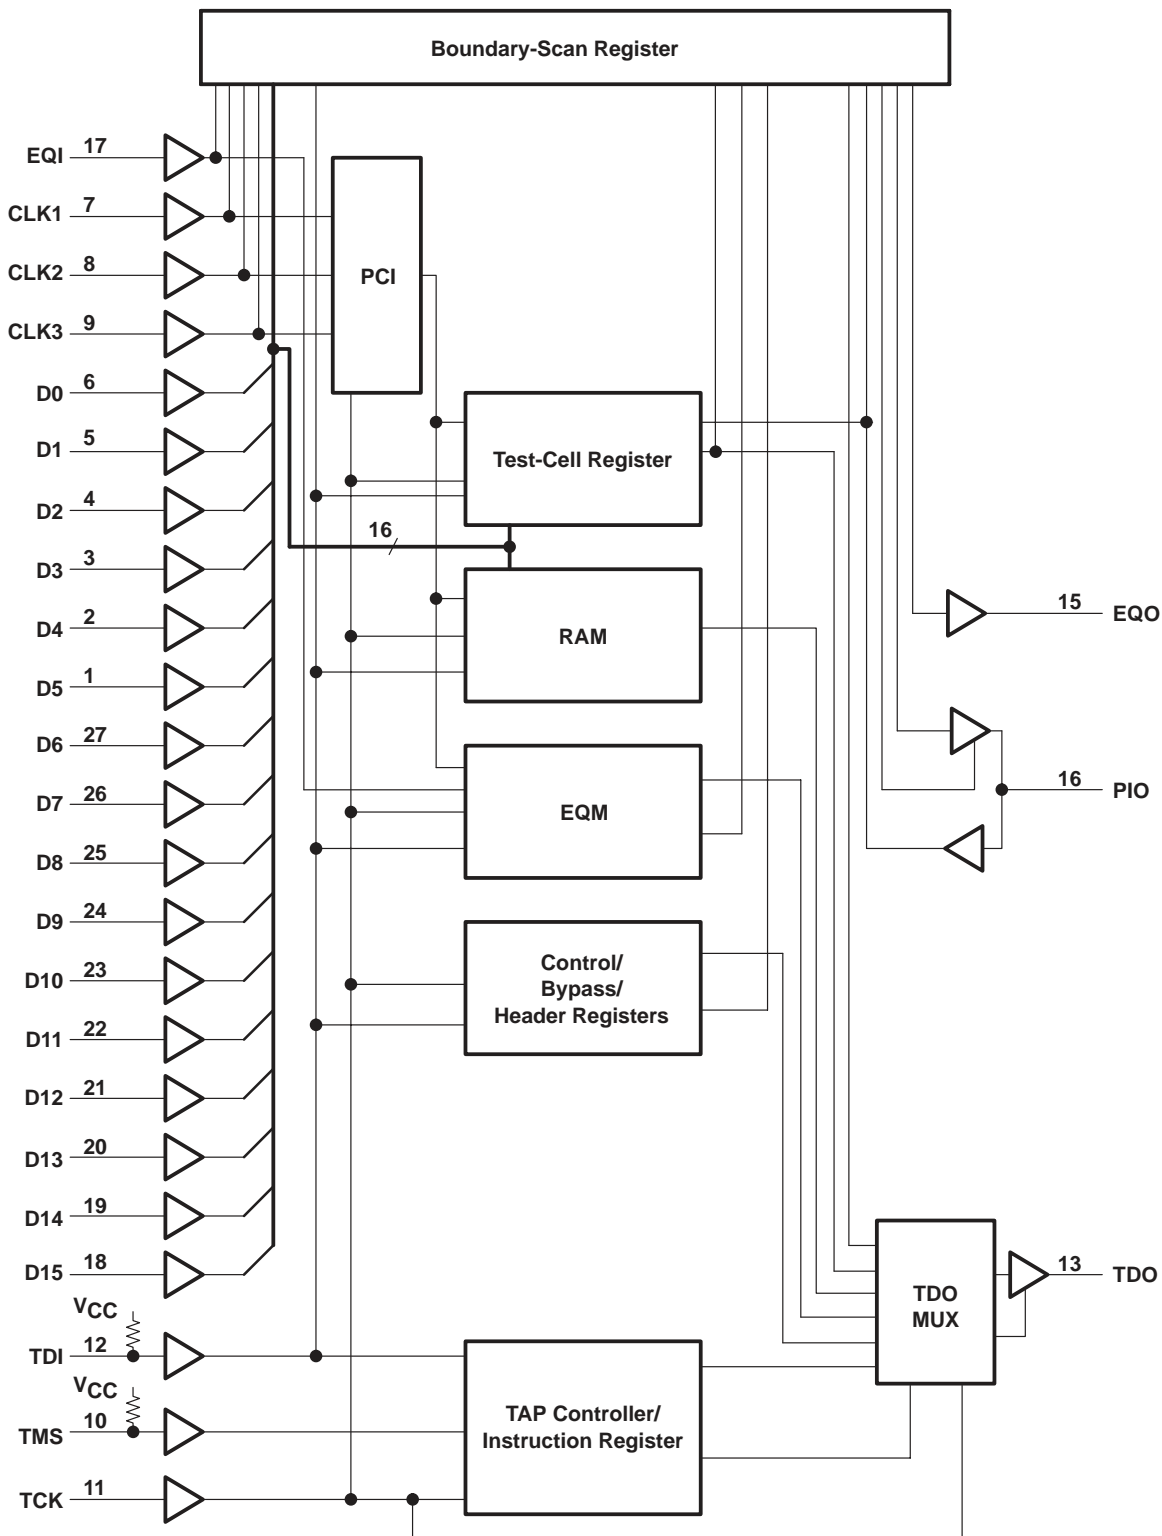 Boundary-Scan Register
EQI 17
CLK1 7
CLK2 8
CLK3 9
PCI
D0 6
D1 5
Test-Cell Register
D2 4
16
D3 3
D4 2
RAM
15 EQO
D5 1
D6 27
D7 26
EQM
16 PIO
D8 25
D9 24
D10 23
Control/
Bypass/
Header Registers
D11 22
D12 21
D13 20
D14 19
D15 18
TDO
MUX
13 TDO
VCC
TDI 12
VCC
TMS 10
TAP Controller/
Instruction Register
TCK 11